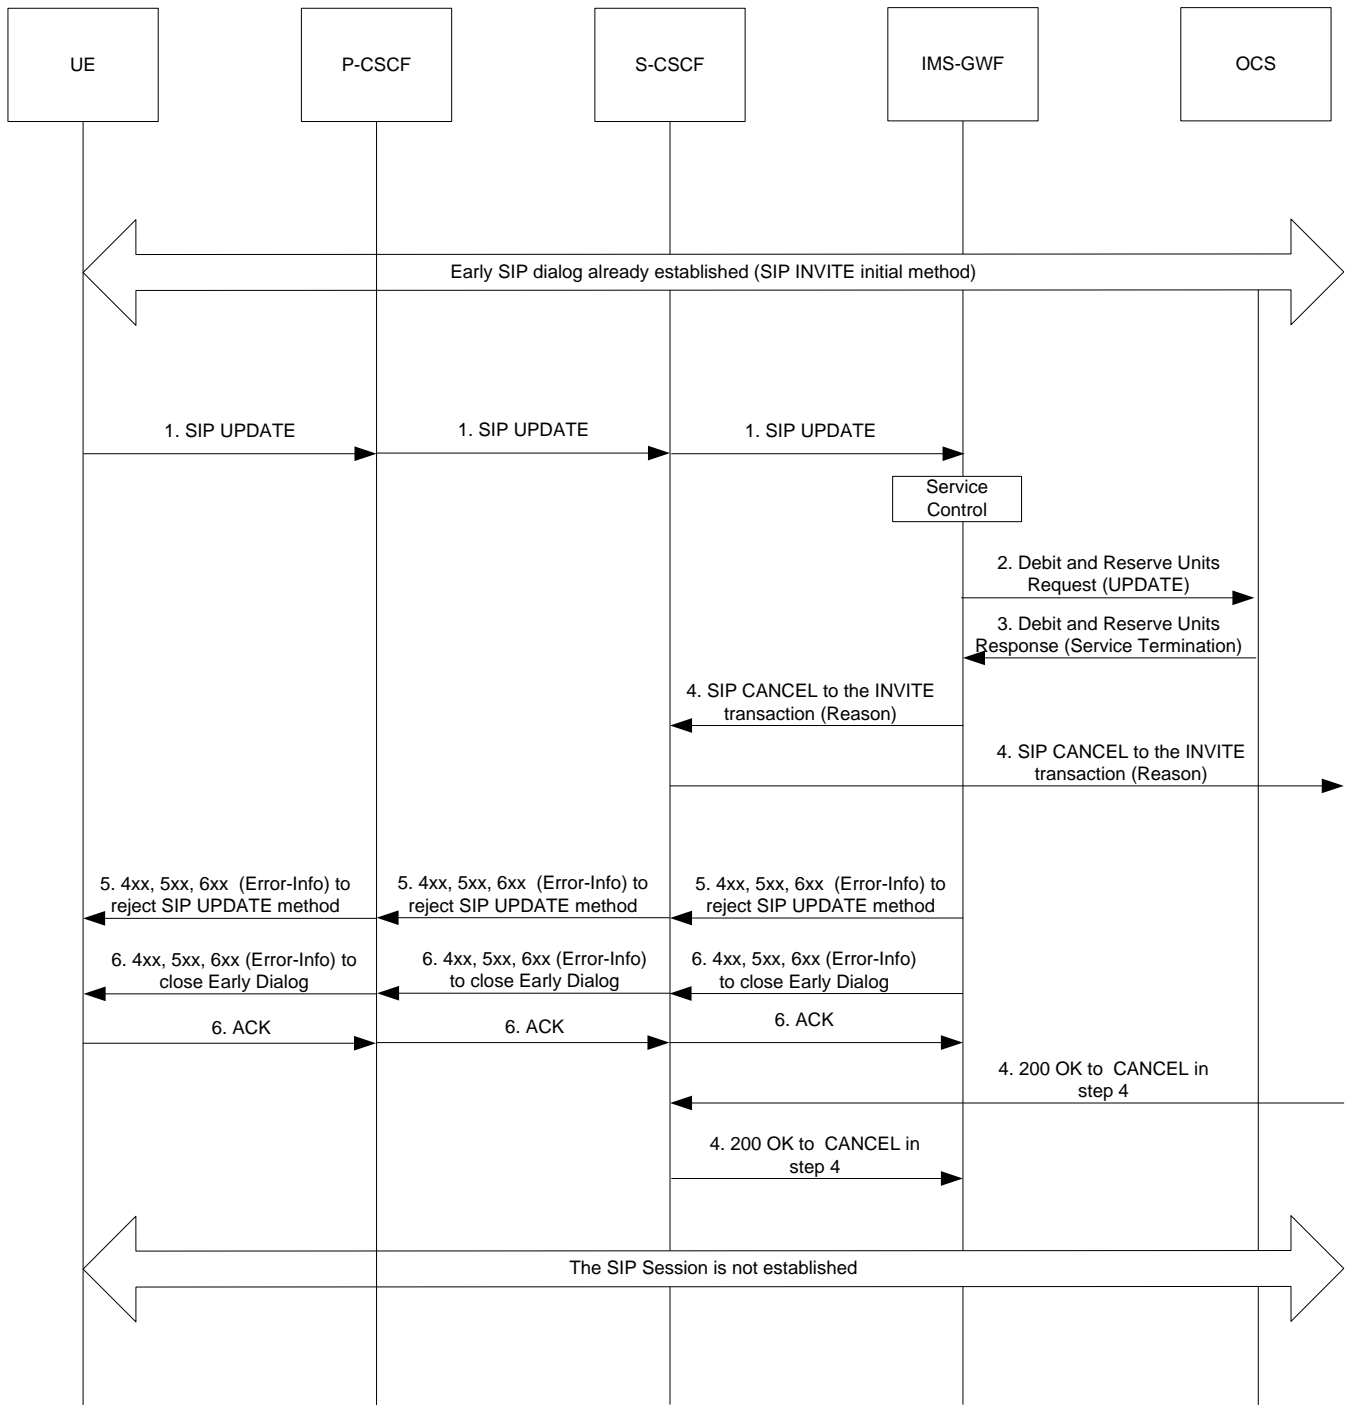 UE
P-CSCF
S-CSCF
IMS-GWF
OCS
Early SIP dialog already established (SIP INVITE initial method)
1. SIP UPDATE
1. SIP UPDATE
1. SIP UPDATE
Service
Control
2. Debit and Reserve Units
Request (UPDATE)
3. Debit and Reserve Units
Response (Service Termination)
4. SIP CANCEL to the INVITE
transaction (Reason)
4. SIP CANCEL to the INVITE
transaction (Reason)
5. 4xx, 5xx, 6xx (Error-Info) to
reject SIP UPDATE method
5. 4xx, 5xx, 6xx (Error-Info) to
reject SIP UPDATE method
5. 4xx, 5xx, 6xx (Error-Info) to
reject SIP UPDATE method
6. 4xx, 5xx, 6xx (Error-Info) to
close Early Dialog
6. 4xx, 5xx, 6xx (Error-Info)
to close Early Dialog
6. 4xx, 5xx, 6xx (Error-Info)
to close Early Dialog
6. ACK
6. ACK
6. ACK
4. 200 OK to CANCEL in
step 4
4. 200 OK to CANCEL in
step 4
The SIP Session is not established